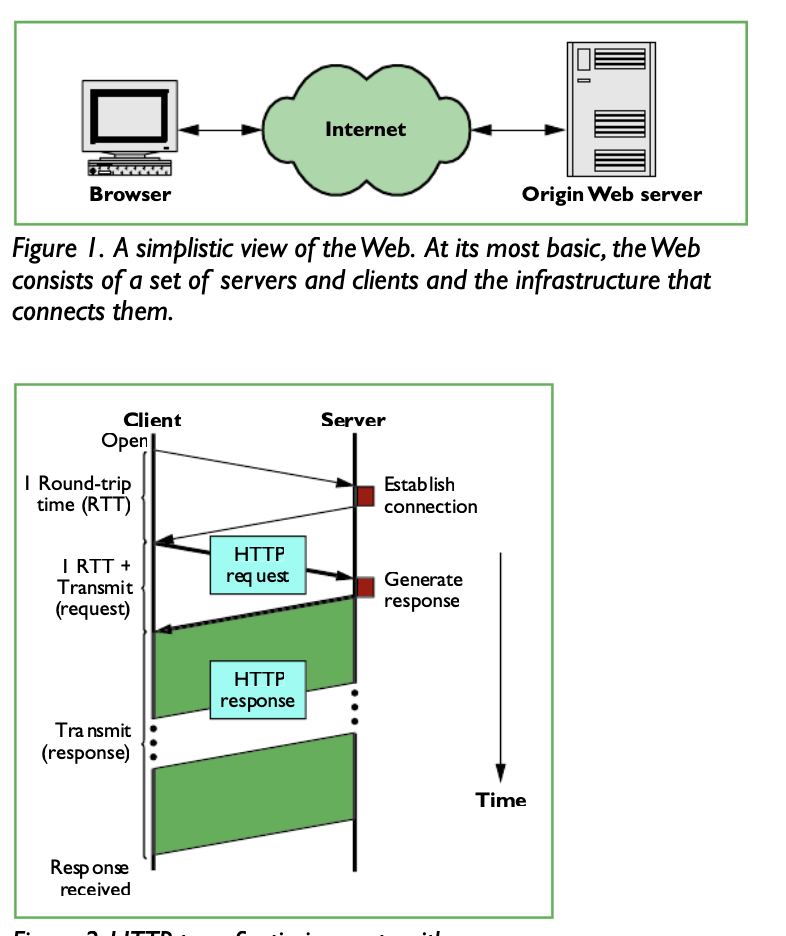 Internet
Browser
Origin Web server
Figure 1. A simplistic view of the Web. At its most basic, the Web
consists of a set of servers and clients and the infrastructure that
connects them.
Client
Server
Open
1 Round-trip
time (RTT)
Establish
connection
HTTP
request
1 RTT +
Transmit
(request)
Generate
response
HTTP
response
Transmit
(response)
Time
Response
received